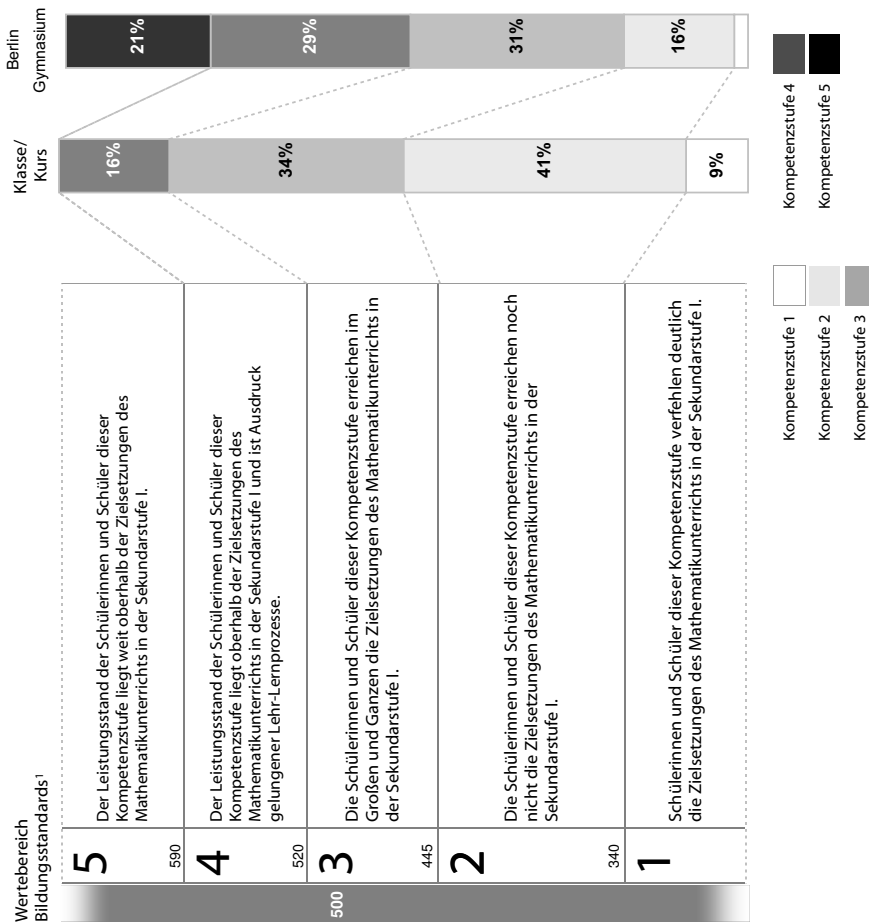 Wertebereich
Bildungsstandards¹
500
5
590
Der Leistungsstand der Schülerinnen und Schüler dieser
Kompetenzstufe liegt weit oberhalb der Zielsetzungen des
Mathematikunterrichts in der Sekundarstufe I.
4
520
Der Leistungsstand der Schülerinnen und Schüler dieser
Kompetenzstufe liegt oberhalb der Zielsetzungen des
Mathematikunterrichts in der Sekundarstufe I und ist Ausdruck
gelungener Lehr-Lernprozesse.
3
445
Die Schülerinnen und Schüler dieser Kompetenzstufe erreichen im
Großen und Ganzen die Zielsetzungen des Mathematikunterrichts in
der Sekundarstufe I.
2
340
Die Schülerinnen und Schüler dieser Kompetenzstufe erreichen noch
nicht die Zielsetzungen des Mathematikunterrichts in der
Sekundarstufe I.
1
Schülerinnen und Schüler dieser Kompetenzstufe verfehlen deutlich
die Zielsetzungen des Mathematikunterrichts in der Sekundarstufe I.
Klasse/
Kurs
16%
34%
41%
9%
Berlin
Gymnasium
21%
29%
31%
16%
Kompetenzstufe 1
Kompetenzstufe 2
Kompetenzstufe 3
Kompetenzstufe 4
Kompetenzstufe 5